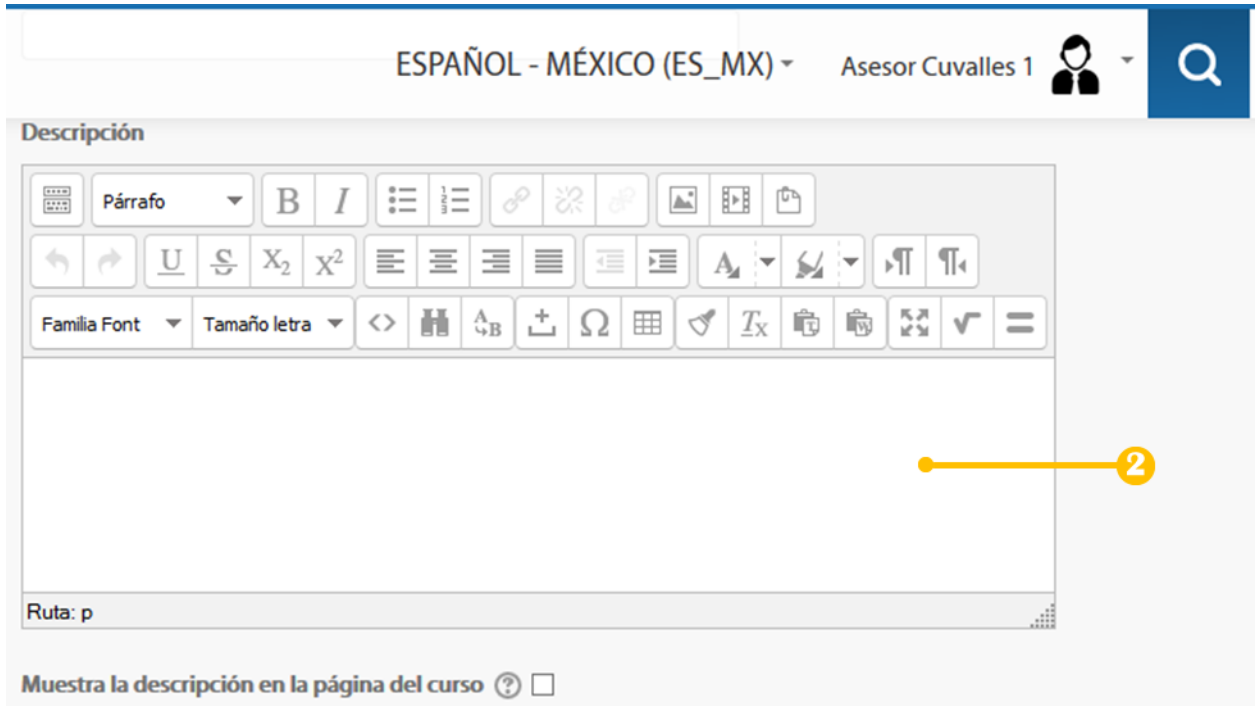 ESPAÑOL - MÉXICO (ES_MX)
Asesor Cuvalles 1
Descripción
Párrafo B I
U S X₂ X² A ¶ ¶
Familia Font Tamaño letra <> A B Ω Tx T W √ =
2
Ruta: p
Muestra la descripción en la página del curso ?